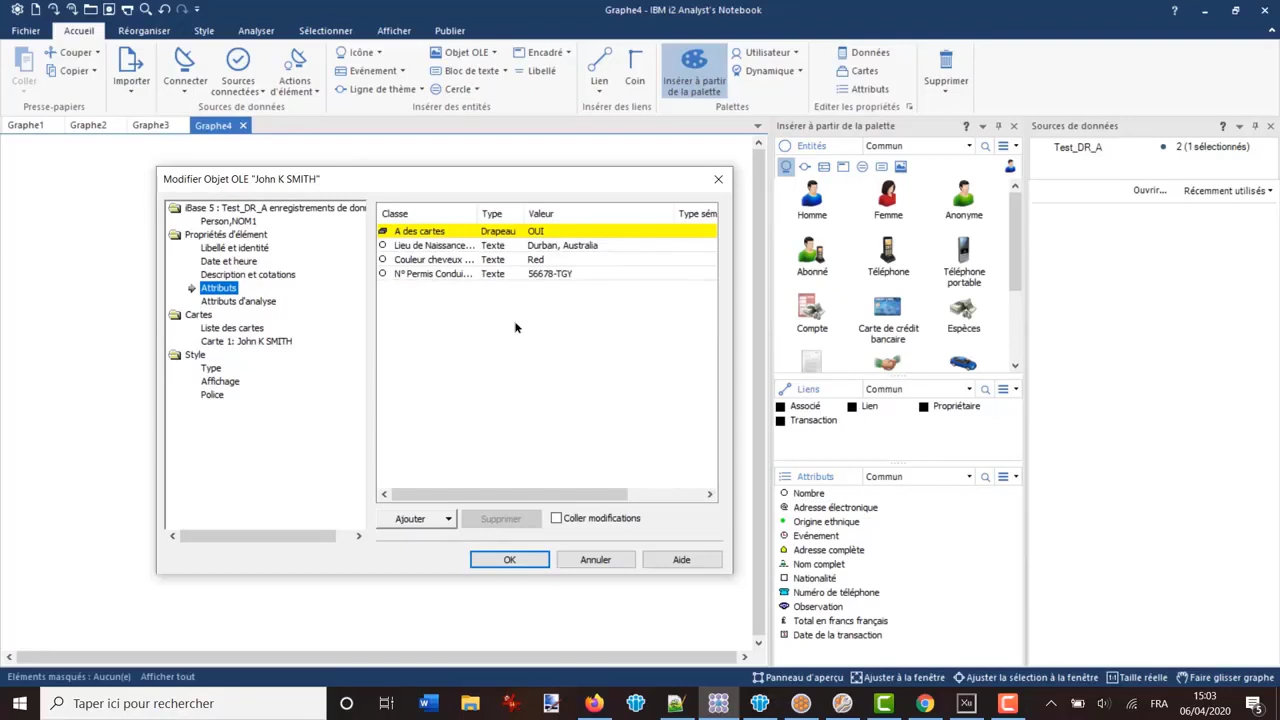 Graphe4 - IBM i2 Analyst's Notebook
Fichier Accueil Réorganiser Style Analyser Sélectionner Afficher Publier
Coller Couper Copier
Importer
Connecter
Sources connectées
Actions d'élément
Icône Objet OLE Encadré
Evénement Bloc de texte Libellé
Ligne de thème Cercle
Lien Coin
Insérer à partir de la palette
Utilisateur
Dynamique
Données
Cartes
Attributs
Supprimer
Presse-papiers Sources de données Insérer des entités Insérer des liens Palettes Editer les propriétés
Graphe1 Graphe2 Graphe3 Graphe4
Modifier Objet OLE "John K SMITH"
iBase 5 : Test_DR_A enregistrements de don
Person,NOM1
Propriétés d'élément
Libellé et identité
Date et heure
Description et cotations
Attributs
Attributs d'analyse
Cartes
Liste des cartes
Carte 1: John K SMITH
Style
Type
Affichage
Police
Classe Type Valeur Type sém
A des cartes Drapeau OUI
Lieu de Naissance... Texte Durban, Australia
Couleur cheveux ... Texte Red
N° Permis Condui... Texte 56678-TGY
Ajouter Supprimer Coller modifications
OK Annuler Aide
Insérer à partir de la palette
Entités Commun
Homme Femme Anonyme
Abonné Téléphone Téléphone portable
Compte Carte de crédit bancaire Espèces
Liens Commun
Associé Lien Propriétaire
Transaction
Attributs Commun
Nombre
Adresse électronique
Origine ethnique
Evénement
Adresse complète
Nom complet
Nationalité
Numéro de téléphone
Observation
Total en francs français
Date de la transaction
Sources de données
Test_DR_A 2 (1 sélectionnés)
Ouvrir... Récemment utilisés
Eléments masqués : Aucun(e) Afficher tout
Panneau d'aperçu Ajuster à la fenêtre Ajuster la sélection à la fenêtre Taille réelle Faire glisser graphe
Taper ici pour rechercher
FRA
15:03
06/04/2020
5